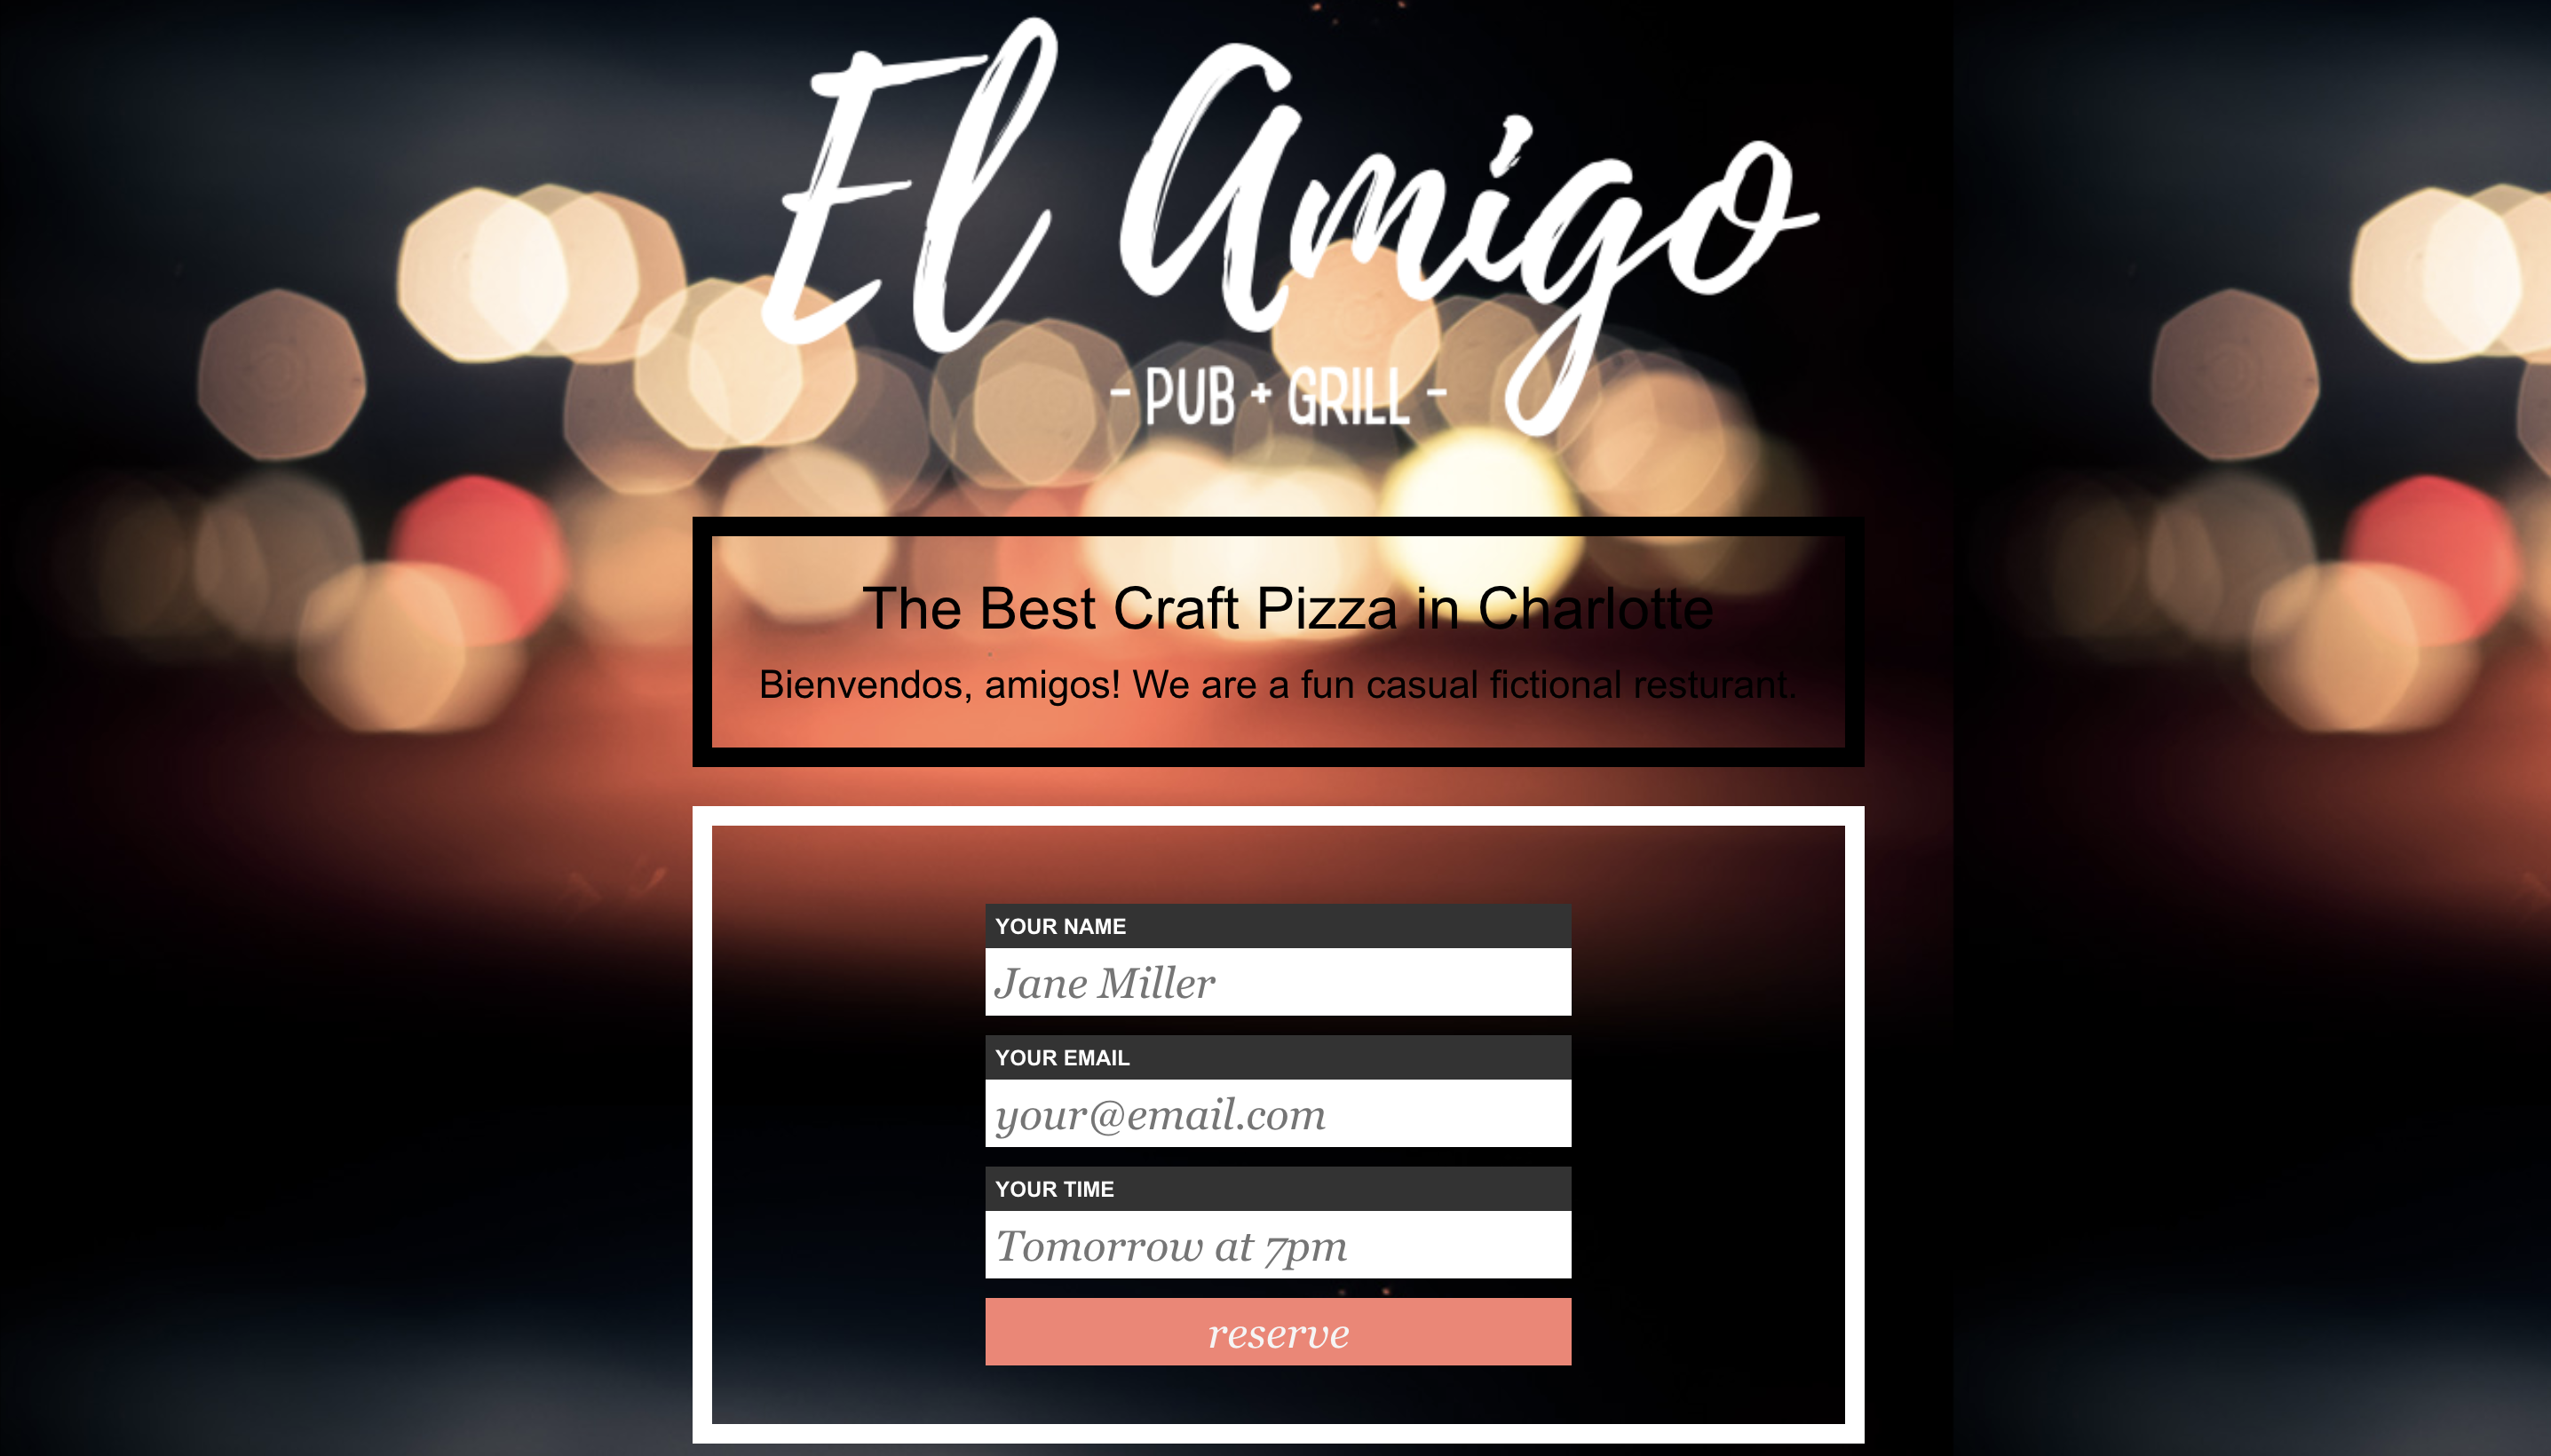 El Amigo
- PUB + GRILL -
The Best Craft Pizza in Charlotte
Bienvendos, amigos! We are a fun casual fictional resturant.
YOUR NAME
Jane Miller
YOUR EMAIL
your@email.com
YOUR TIME
Tomorrow at 7pm
reserve